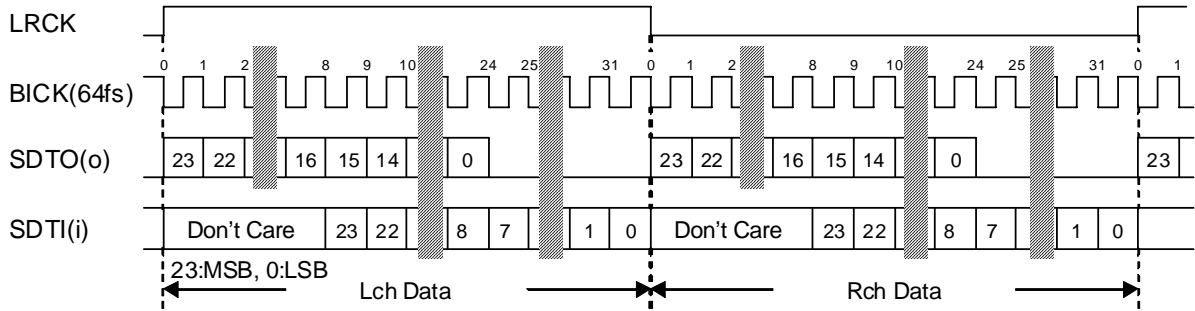 LRCK
0 1 2 8 9 10 24 25 31 0 1 2 8 9 10 24 25 31 0 1
BICK(64fs)
SDTO(o) 23 22 16 15 14 0 23 22 16 15 14 0 23
SDTI(i) Don't Care 23 22 8 7 1 0 Don't Care 23 22 8 7 1 0
23:MSB, 0:LSB
Lch Data Rch Data